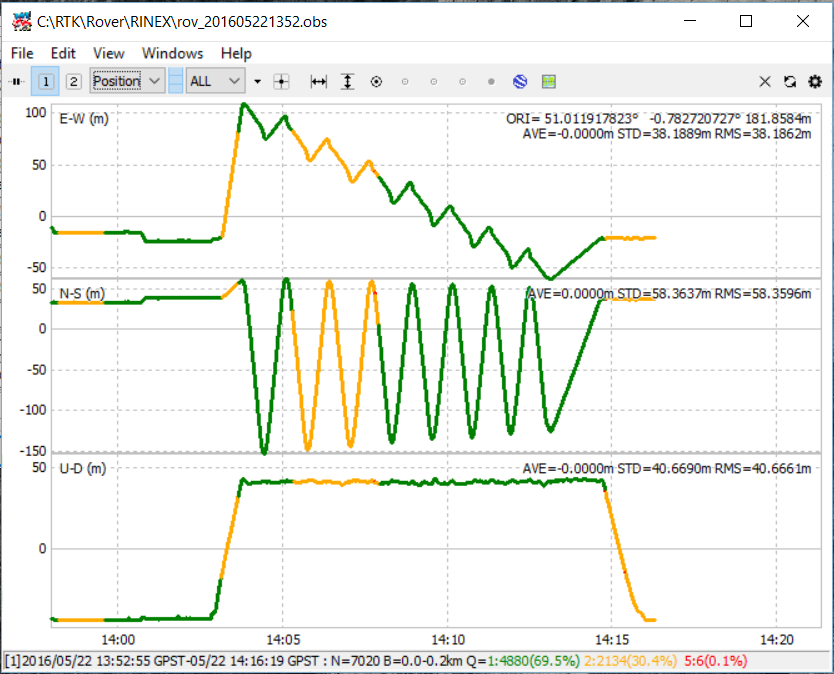 C:\RTK\Rover\RINEX\rov_201605221352.obs
File Edit View Windows Help
1 2 Position ALL
E-W (m)
ORI= 51.011917823° -0.782720727° 181.8584m
AVE=-0.0000m STD=38.1889m RMS=38.1862m
100
50
0
-50
N-S (m)
AVE=0.0000m STD=58.3637m RMS=58.3596m
50
0
-50
-100
-150
U-D (m)
AVE=-0.0000m STD=40.6690m RMS=40.6661m
50
0
14:00 14:05 14:10 14:15 14:20
[1]2016/05/22 13:52:55 GPST-05/22 14:16:19 GPST : N=7020 B=0.0-0.2km Q=1:4880(69.5%) 2:2134(30.4%) 5:6(0.1%)